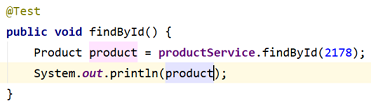 @Test
public void findById() {
    Product product = productService.findById(2178);
    System.out.println(product);
}